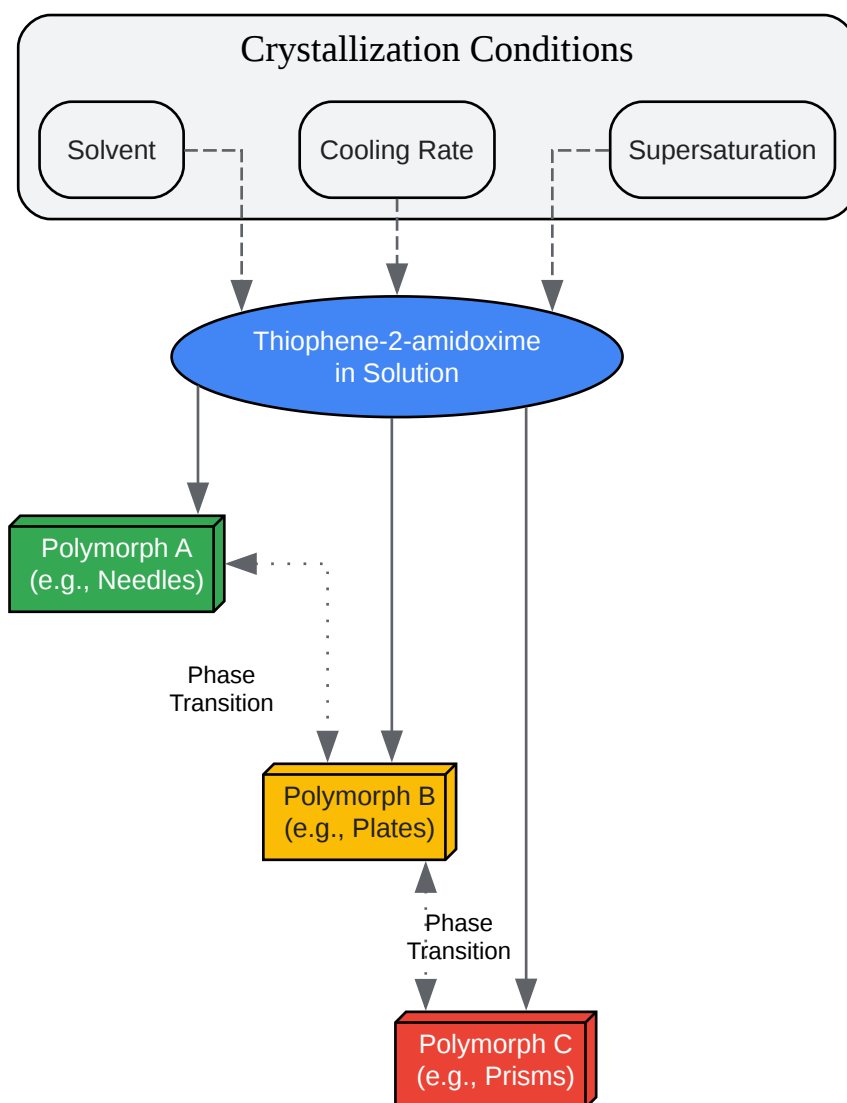 Crystallization Conditions
Solvent
Cooling Rate
Supersaturation
Thiophene-2-amidoxime
in Solution
Polymorph A
(e.g., Needles)
Phase
Transition
Polymorph B
(e.g., Plates)
Phase
Transition
Polymorph C
(e.g., Prisms)